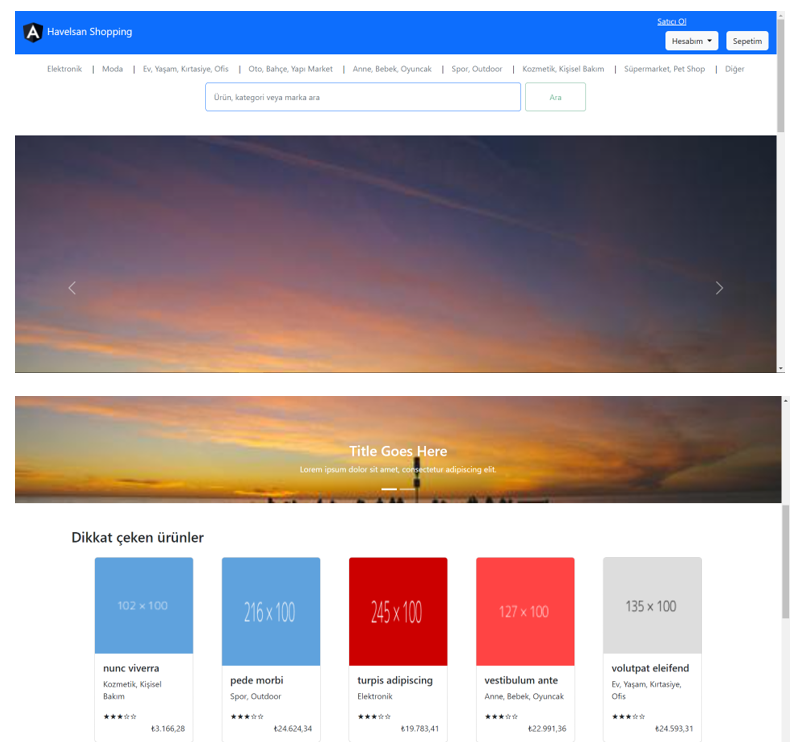 Satıcı Ol
Havelsan Shopping
Hesabım
Sepetim
Elektronik | Moda | Ev, Yaşam, Kırtasiye, Ofis | Oto, Bahçe, Yapı Market | Anne, Bebek, Oyuncak | Spor, Outdoor | Kozmetik, Kişisel Bakım | Süpermarket, Pet Shop | Diğer
Ürün, kategori veya marka ara
Ara
Title Goes Here
Lorem ipsum dolor sit amet, consectetur adipiscing elit.
Dikkat çeken ürünler
102 × 100
nunc viverra
Kozmetik, Kişisel
Bakım
★★★☆☆
₺3.166,28
216 x 100
pede morbi
Spor, Outdoor
★★★☆☆
₺24.624,34
245 x 100
turpis adipiscing
Elektronik
★★★☆☆
₺19.783,41
127 × 100
vestibulum ante
Anne, Bebek, Oyuncak
★★★☆☆
₺22.991,36
135 x 100
volutpat eleifend
Ev, Yaşam, Kırtasiye,
Ofis
★★★☆☆
₺24.593,31